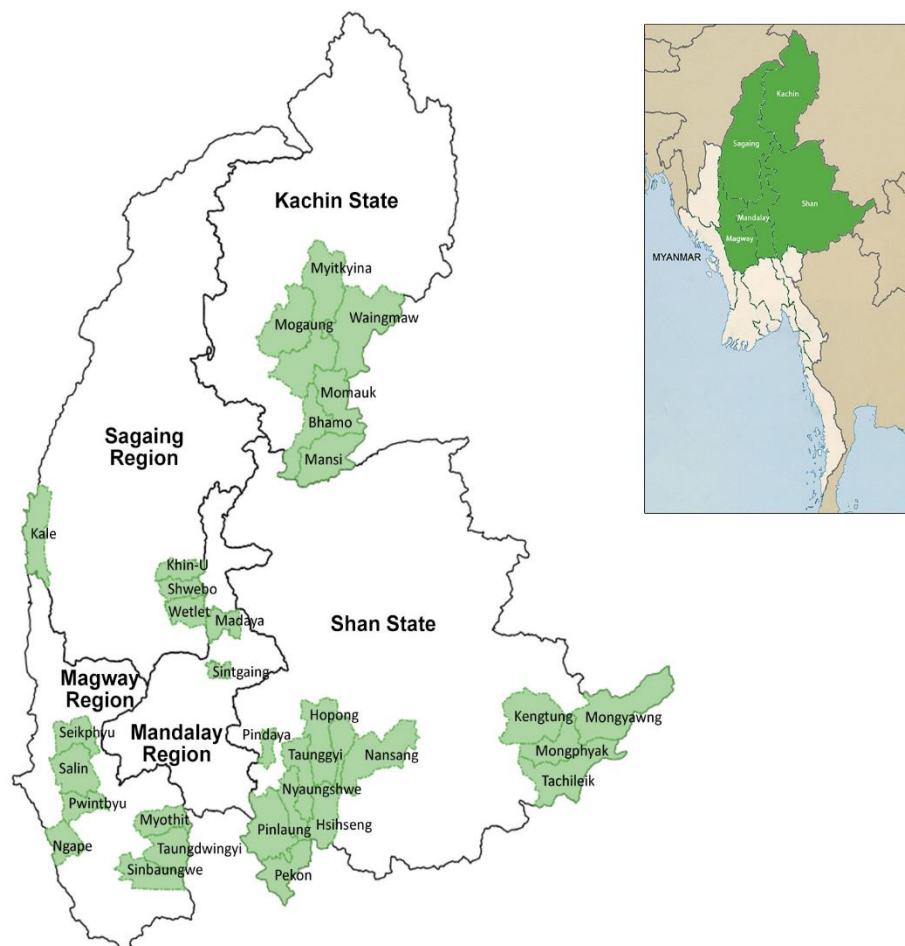 Kachin State
Myitkyina
Mogaung
Waingmaw
Momauk
Bhamo
Mansi
Sagaing
Region
Kale
Khin-U
Shwebo
Wetlet
Madaya
Shan State
Sintgaing
Magway
Region
Mandalay
Region
Seikphyu
Salin
Pwintbyu
Ngape
Myothit
Taungdwingyi
Sinbaungwe
Pindaya
Hopong
Taunggyi
Nansang
Nyaungshwe
Pinlaung
Hsihseng
Pekon
Kengtung
Mongyawng
Mongphyak
Tachileik
Kachin
Sagaing
Shan
Mandalay
Magway
MYANMAR